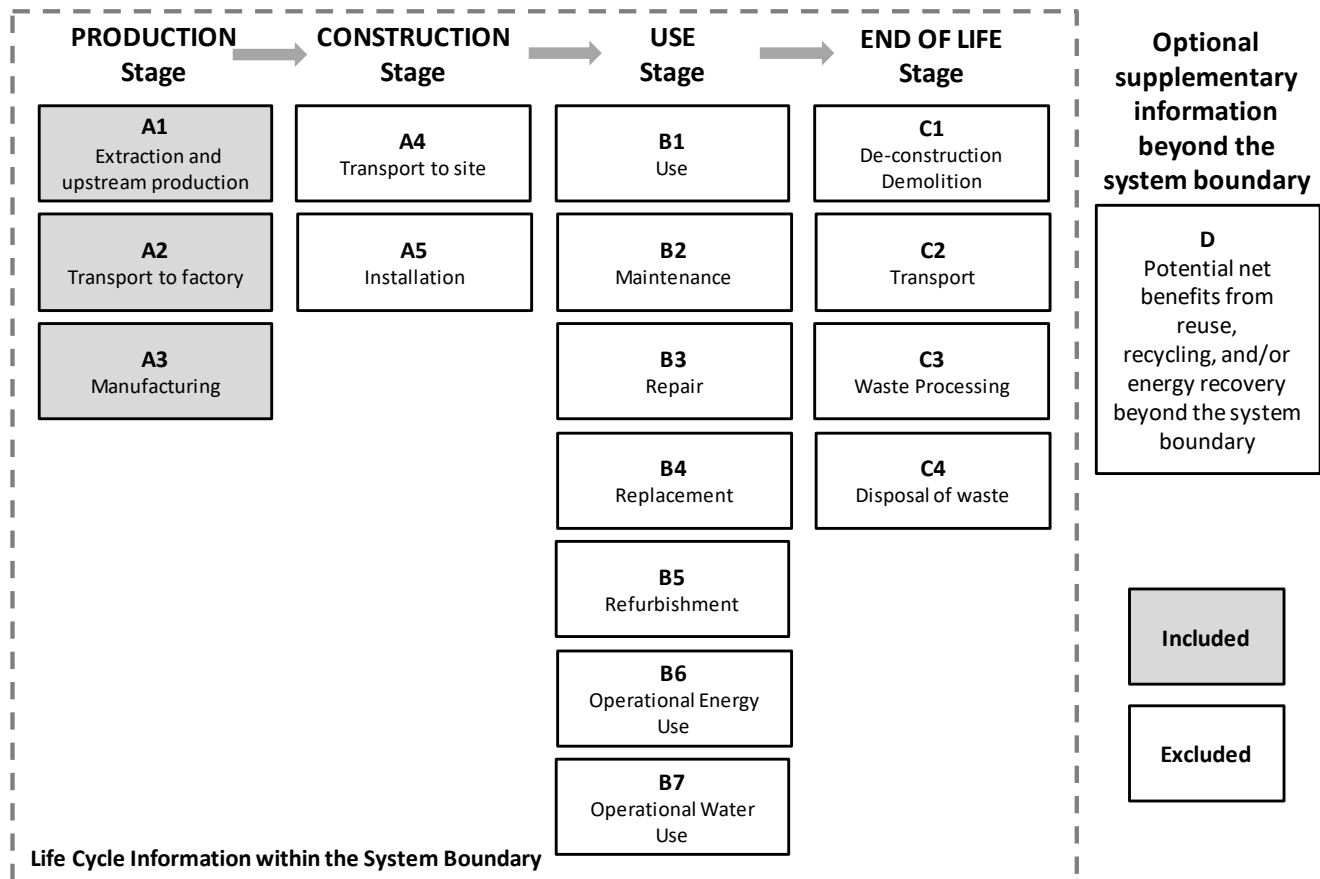 PRODUCTION
Stage
CONSTRUCTION
Stage
USE
Stage
END OF LIFE
Stage
A1
Extraction and
upstream production
A2
Transport to factory
A3
Manufacturing
A4
Transport to site
A5
Installation
B1
Use
B2
Maintenance
B3
Repair
B4
Replacement
B5
Refurbishment
B6
Operational Energy
Use
B7
Operational Water
Use
C1
De-construction
Demolition
C2
Transport
C3
Waste Processing
C4
Disposal of waste
Life Cycle Information within the System Boundary
Optional
supplementary
information
beyond the
system boundary
D
Potential net
benefits from
reuse,
recycling, and/or
energy recovery
beyond the system
boundary
Included
Excluded